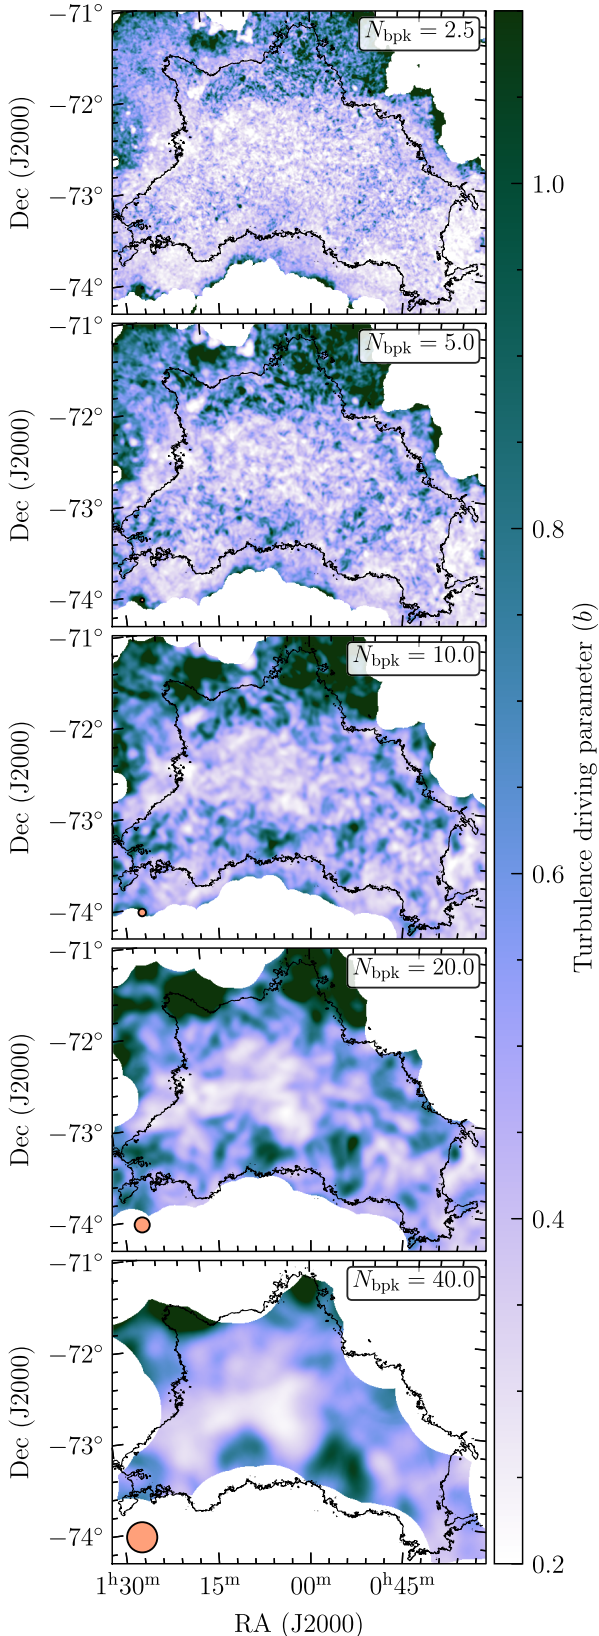 −71°
−72°
−73°
−74°
Dec (J2000)
N_bpk = 2.5
−71°
−72°
−73°
−74°
Dec (J2000)
N_bpk = 5.0
−71°
−72°
−73°
−74°
Dec (J2000)
N_bpk = 10.0
−71°
−72°
−73°
−74°
Dec (J2000)
N_bpk = 20.0
−71°
−72°
−73°
−74°
Dec (J2000)
N_bpk = 40.0
1ʰ30ᵐ 15ᵐ 00ᵐ 0ʰ45ᵐ
RA (J2000)
1.0
0.8
0.6
0.4
0.2
Turbulence driving parameter (b)